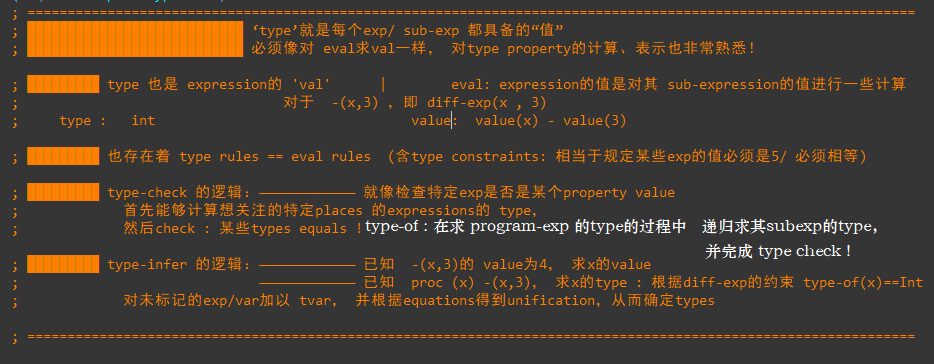 ; ===============================================================================================
; ███████████████████████████ ‘type’就是每个exp/ sub-exp 都具备的“值”
; ███████████████████████████ 必须像对 eval求val一样， 对type property的计算、表示也非常熟悉！
;
; █████████ type 也是 expression的 'val' | eval: expression的值是对其 sub-expression的值进行一些计算
; 对于 -(x,3) ，即 diff-exp(x , 3)
; type : int value: value(x) - value(3)
;
; █████████ 也存在着 type rules == eval rules (含type constraints: 相当于规定某些exp的值必须是5/ 必须相等)
;
; █████████ type-check 的逻辑：———————————— 就像检查特定exp是否是某个property value
; 首先能够计算想关注的特定places 的expressions的 type，
; 然后check : 某些types equals ! type-of : 在求 program-exp 的type的过程中 递归求其subexp的type，
; 并完成 type check！
; █████████ type-infer 的逻辑：———————————— 已知 -(x,3)的 value为4， 求x的value
; ———————————— 已知 proc (x) -(x,3)， 求x的type : 根据diff-exp的约束 type-of(x)==Int
; 对未标记的exp/var加以 tvar， 并根据equations得到unification，从而确定types
;
; ===============================================================================================